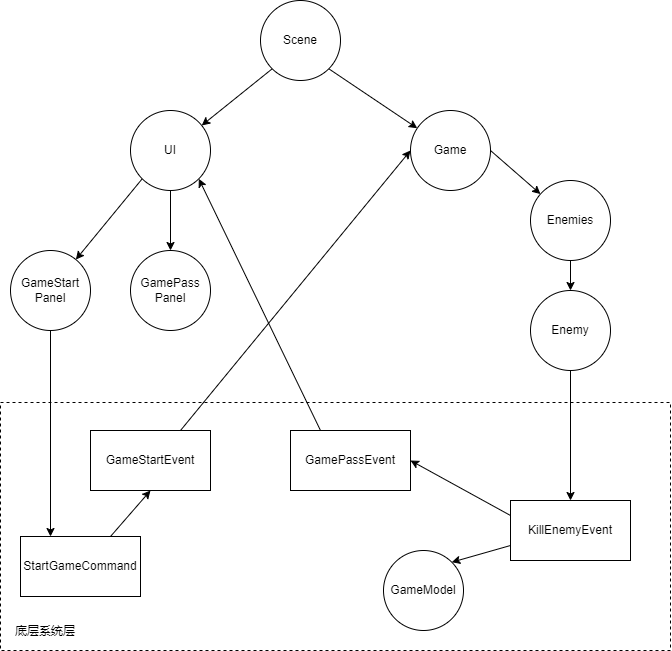 Scene
UI
Game
Enemies
GameStart
Panel
GamePass
Panel
Enemy
GameStartEvent
GamePassEvent
KillEnemyEvent
StartGameCommand
GameModel
底层系统层